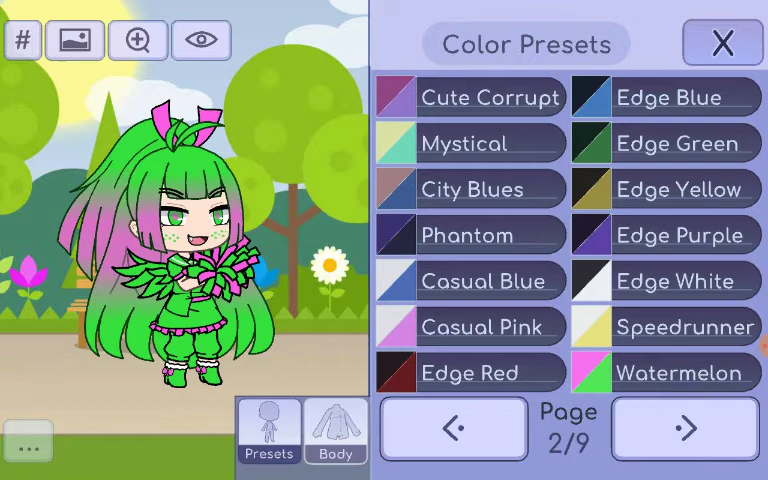 #
Color Presets
X
Cute Corrupt
Edge Blue
Mystical
Edge Green
City Blues
Edge Yellow
Phantom
Edge Purple
Casual Blue
Edge White
Casual Pink
Speedrunner
Edge Red
Watermelon
...
Presets
Body
Page
2/9